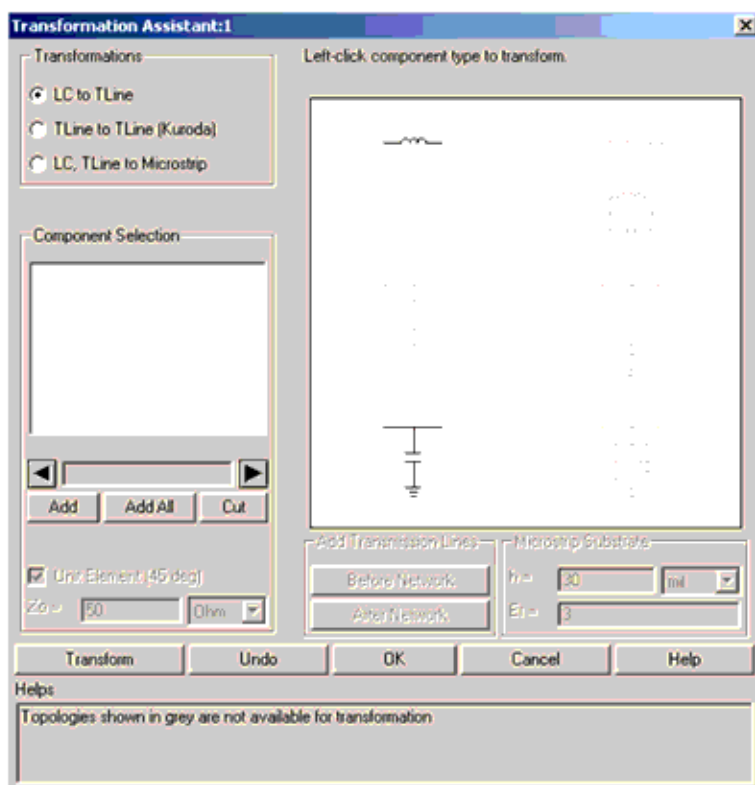 Transformation Assistant:1
Transformations
LC to TLine
TLine to TLine (Kuroda)
LC, TLine to Microstrip
Left-click component type to transform.
Component Selection
Add
Add All
Cut
Unit Element (45 deg)
Zo =
50
Ohm
Add Transmission Lines
Before Network
After Network
Microstrip Substrate
h =
30
mil
Er =
3
Transform
Undo
OK
Cancel
Help
Helps
Topologies shown in grey are not available for transformation